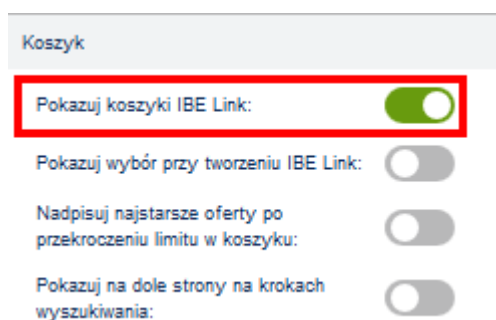 Koszyk
Pokazuj koszyki IBE Link:
Pokazuj wybór przy tworzeniu IBE Link:
Nadpisuj najstarsze oferty po
przekroczeniu limitu w koszyku:
Pokazuj na dole strony na krokach
wyszukiwania: